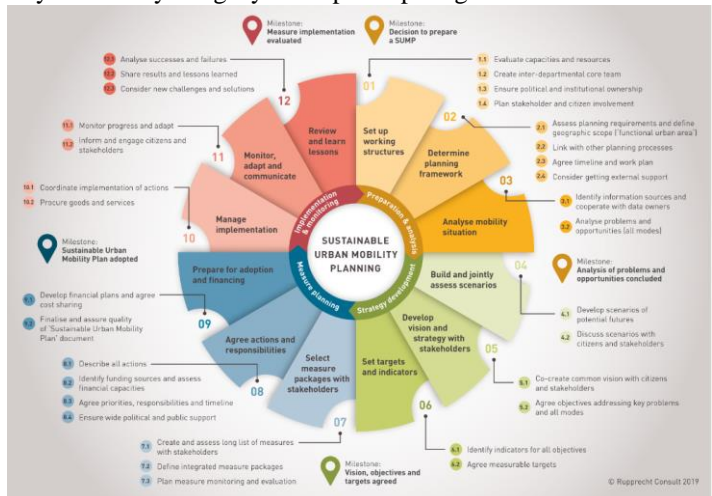 Milestone:
Measure implementation
evaluated
Milestone:
Decision to prepare
a SUMP
12.1 Analyse successes and failures
12.2 Share results and lessons learned
12.3 Consider new challenges and solutions
1.1 Evaluate capacities and resources
1.2 Create inter-departmental core team
1.3 Ensure political and institutional ownership
1.4 Plan stakeholder and citizen involvement
11.1 Monitor progress and adapt
11.2 Inform and engage citizens and
stakeholders
2.1 Assess planning requirements and define
geographic scope ('functional urban area')
2.2 Link with other planning processes
2.3 Agree timeline and work plan
2.4 Consider getting external support
10.1 Coordinate implementation of actions
10.2 Procure goods and services
3.1 Identify information sources and
cooperate with data owners
3.2 Analyse problems and
opportunities (all modes)
Milestone:
Sustainable Urban
Mobility Plan adopted
Milestone:
Analysis of problems and
opportunities concluded
9.1 Develop financial plans and agree
cost sharing
9.2 Finalise and assure quality
of 'Sustainable Urban Mobility
Plan' document
4.1 Develop scenarios of
potential futures
4.2 Discuss scenarios with
citizens and stakeholders
8.1 Describe all actions
8.2 Identify funding sources and assess
financial capacities
8.3 Agree priorities, responsibilities and timeline
8.4 Ensure wide political and public support
5.1 Co-create common vision with citizens
and stakeholders
5.2 Agree objectives addressing key problems
and all modes
7.1 Create and assess long list of measures
with stakeholders
7.2 Define integrated measure packages
7.3 Plan measure monitoring and evaluation
Milestone:
Vision, objectives and
targets agreed
6.1 Identify indicators for all objectives
6.2 Agree measurable targets
01
Set up
working
structures
02
Determine
planning
framework
03
Analyse mobility
situation
04
Build and jointly
assess scenarios
05
Develop
vision and
strategy with
stakeholders
06
Set targets
and indicators
07
Select
measure
packages with
stakeholders
08
Agree actions and
responsibilities
09
Prepare for adoption
and financing
10
Manage
implementation
11
Monitor,
adapt and
communicate
12
Review
and learn
lessons
Preparation & analysis
Strategy development
Measure planning
Implementation
& monitoring
SUSTAINABLE
URBAN MOBILITY
PLANNING
© Rupprecht Consult 2019